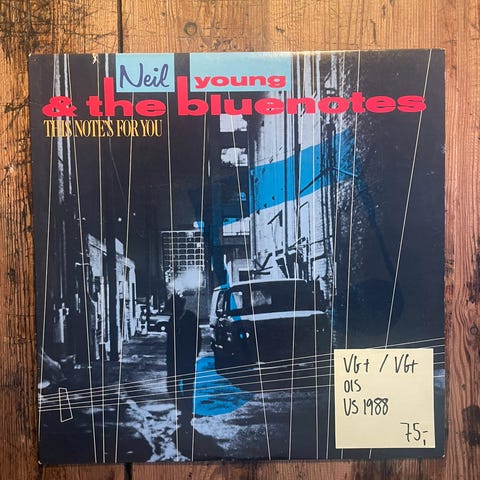 Neil young
& the bluenotes
THIS NOTE'S FOR YOU
VG+ / VG+
OIS
US 1988
75,-